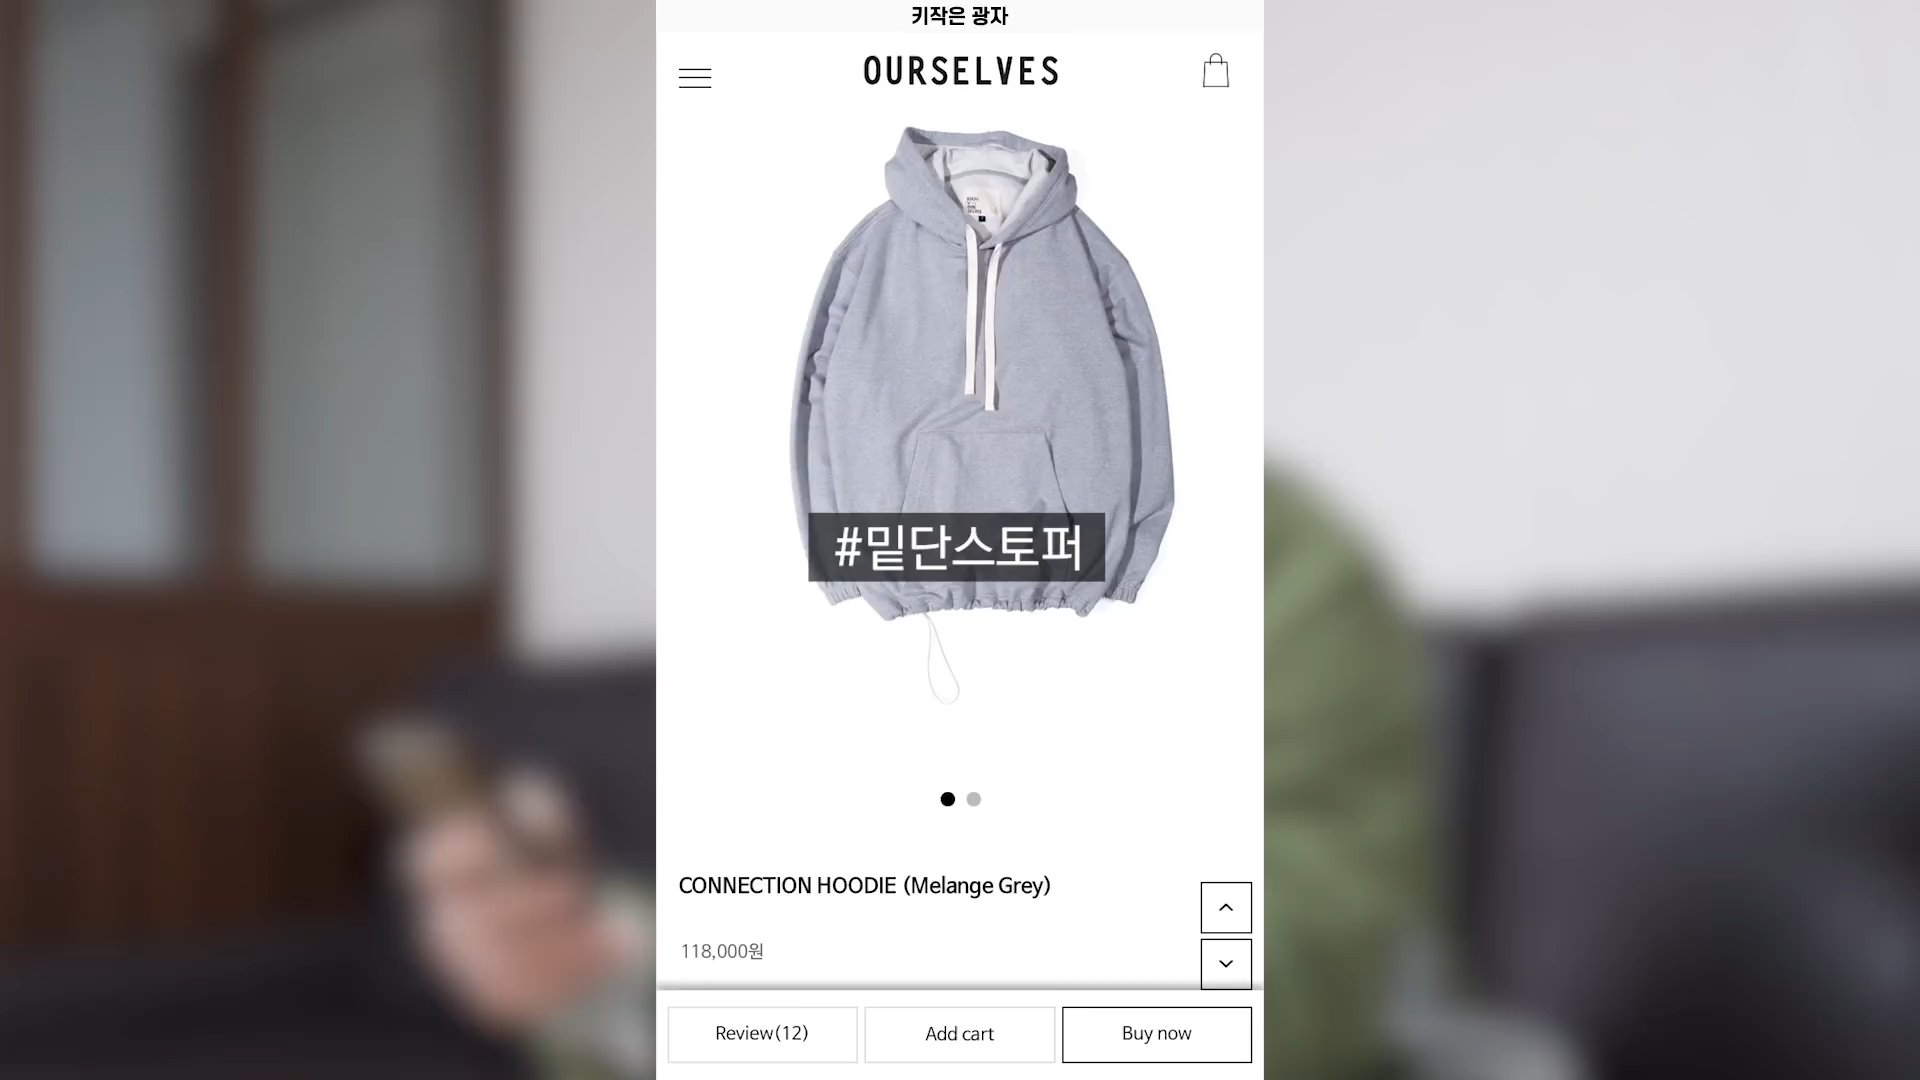 키작은 광자
OURSELVES
#밑단스토퍼
CONNECTION HOODIE (Melange Grey)
118,000원
Review(12)
Add cart
Buy now